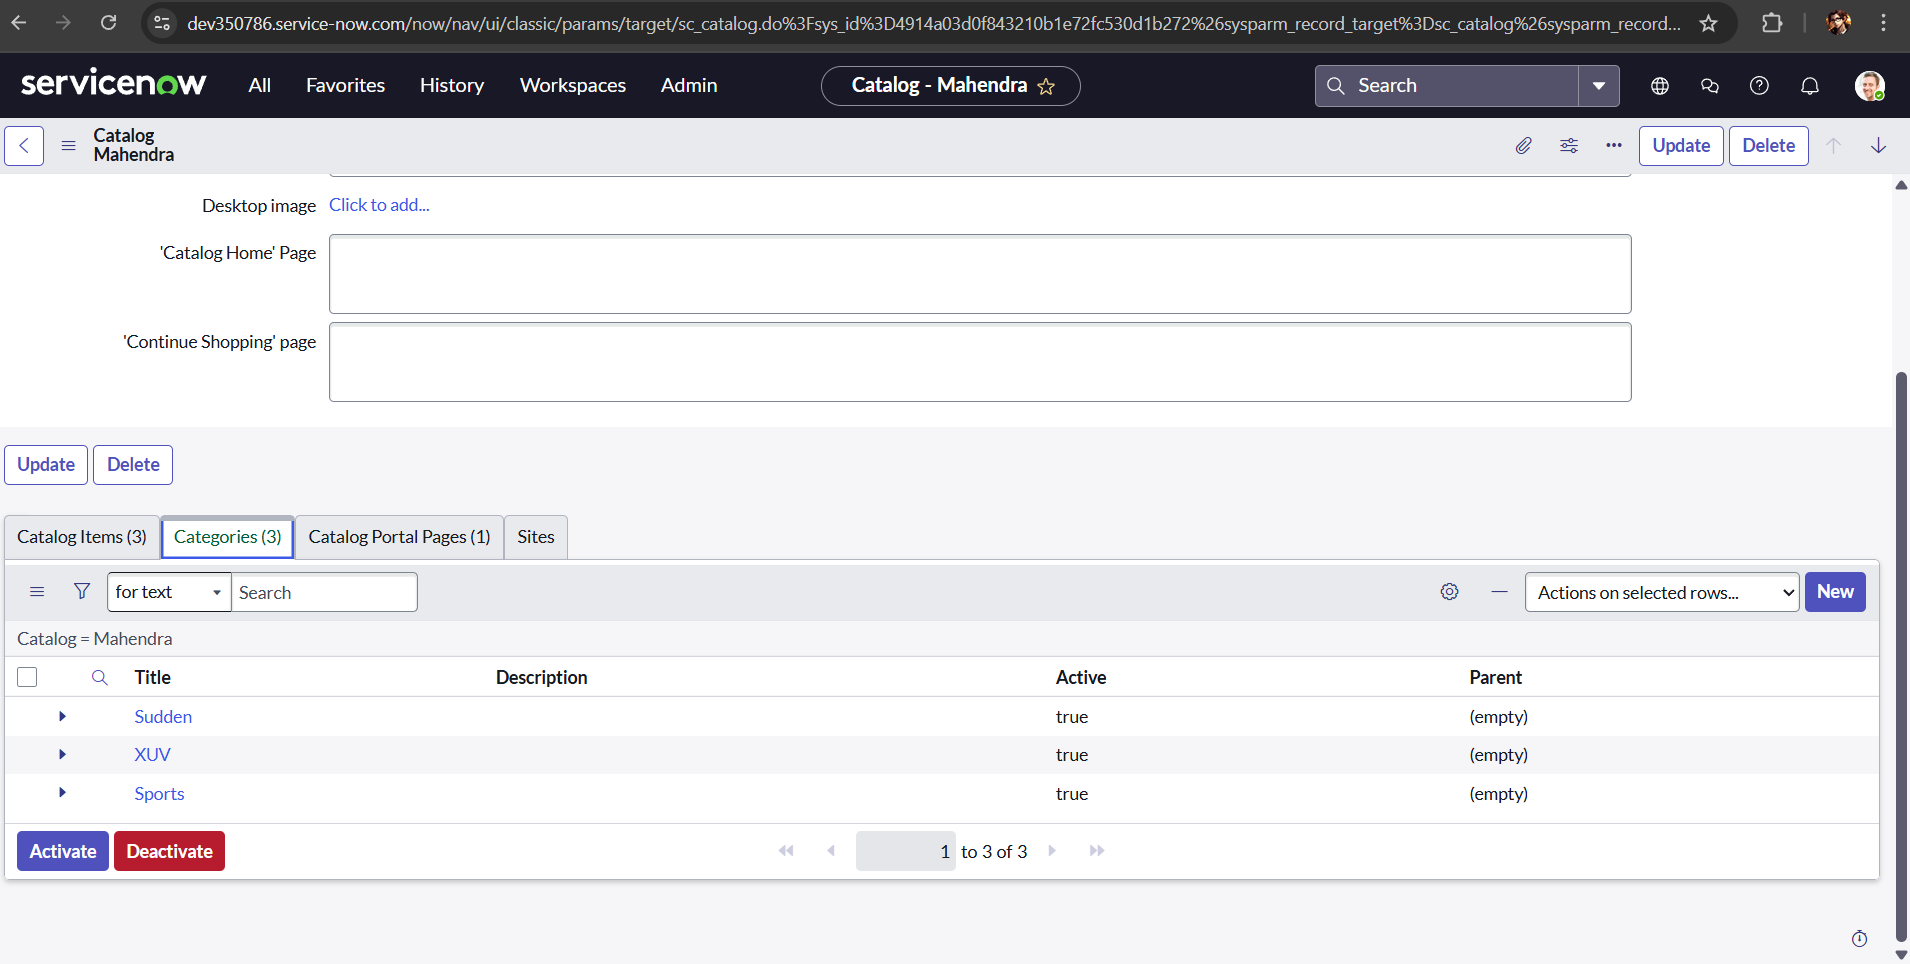 dev350786.service-now.com/now/nav/ui/classic/params/target/sc_catalog.do%3Fsys_id%3D4914a03d0f843210b1e72fc530d1b272%26sysparm_record_target%3Dsc_catalog%26sysparm_record...
servicenow All Favorites History Workspaces Admin Catalog - Mahendra Search
Catalog
Mahendra
Update Delete
Desktop image Click to add...
'Catalog Home' Page
'Continue Shopping' page
Update Delete
Catalog Items (3) Categories (3) Catalog Portal Pages (1) Sites
for text Search Actions on selected rows... New
Catalog = Mahendra
Title Description Active Parent
Sudden true (empty)
XUV true (empty)
Sports true (empty)
Activate Deactivate 1 to 3 of 3